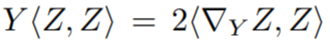 Y⟨Z, Z⟩ = 2⟨∇_Y Z, Z⟩